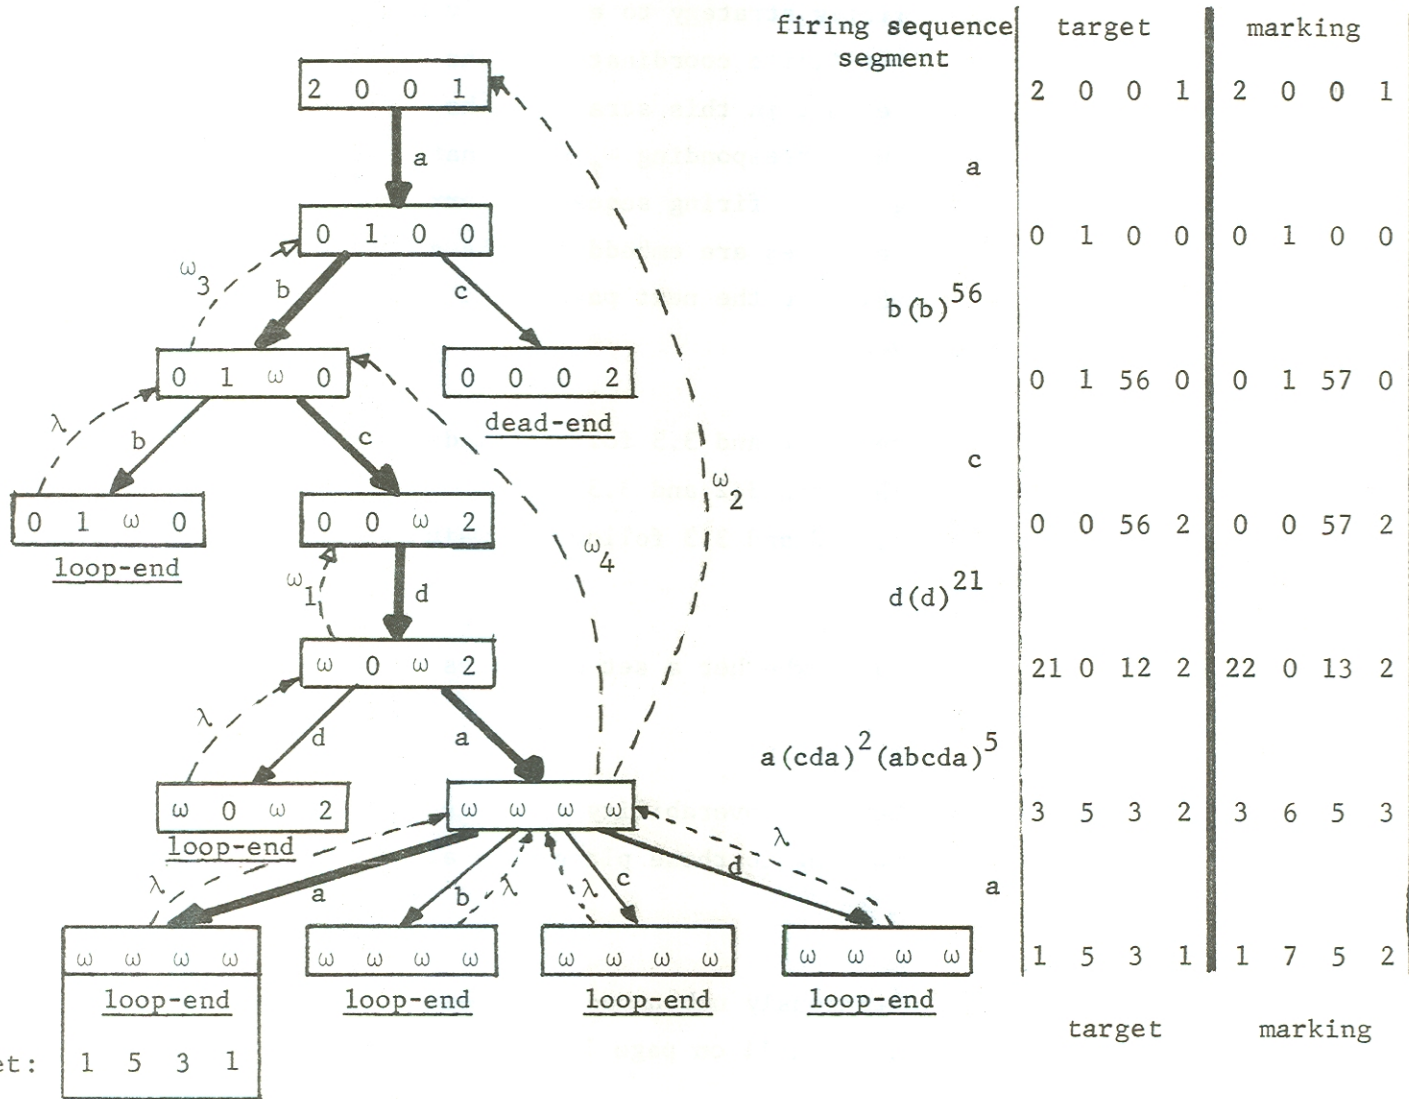 firing sequence segment
target
marking
2 0 0 1
2 0 0 1
2 0 0 1
a
a
0 1 0 0
0 1 0 0
0 1 0 0
ω3
b
c
b(b)^56
0 1 ω 0
0 0 0 2
dead-end
0 1 56 0
0 1 57 0
λ
b
c
c
0 1 ω 0
loop-end
0 0 ω 2
ω4
ω2
0 0 56 2
0 0 57 2
ω1
d
d(d)^21
ω 0 ω 2
21 0 12 2
22 0 13 2
λ
d
a
a(cda)^2(abcda)^5
ω 0 ω 2
loop-end
ω ω ω ω
3 5 3 2
3 6 5 3
λ
a
b
λ
λ
c
d
λ
a
ω ω ω ω
ω ω ω ω
ω ω ω ω
ω ω ω ω
1 5 3 1
1 7 5 2
loop-end
loop-end
loop-end
loop-end
target
marking
et: 1 5 3 1